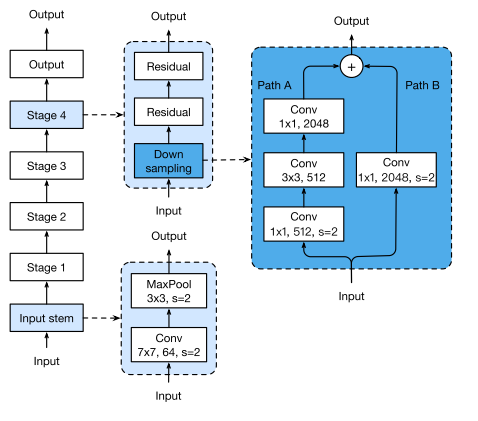 Output
Output
Stage 4
Stage 3
Stage 2
Stage 1
Input stem
Input
Output
Residual
Residual
Down
sampling
Input
Output
MaxPool
3x3, s=2
Conv
7x7, 64, s=2
Input
Output
+
Path A
Path B
Conv
1x1, 2048
Conv
3x3, 512
Conv
1x1, 512, s=2
Conv
1x1, 2048, s=2
Input